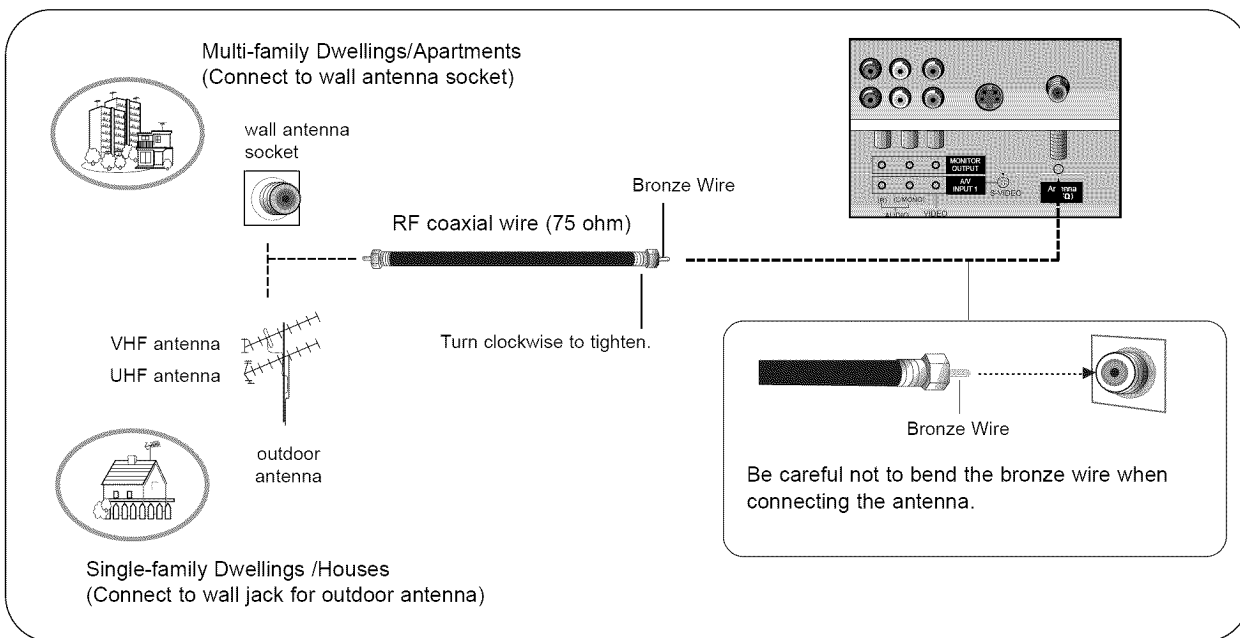 Multi-family Dwellings/Apartments
(Connect to wall antenna socket)
wall antenna
socket
Bronze Wire
RF coaxial wire (75 ohm)
MONITOR
OUTPUT
A/V
INPUT 1
S-VIDEO
(R)
AUDIO
VIDEO
VHF antenna
UHF antenna
Turn clockwise to tighten.
outdoor
antenna
Bronze Wire
Be careful not to bend the bronze wire when
connecting the antenna.
Single-family Dwellings /Houses
(Connect to wall jack for outdoor antenna)